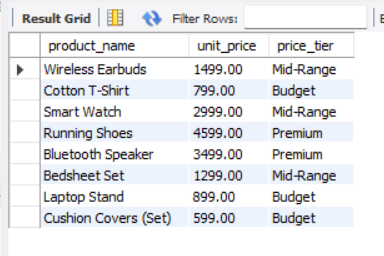 Result Grid Filter Rows: E
product_name unit_price price_tier
Wireless Earbuds 1499.00 Mid-Range
Cotton T-Shirt 799.00 Budget
Smart Watch 2999.00 Mid-Range
Running Shoes 4599.00 Premium
Bluetooth Speaker 3499.00 Premium
Bedsheet Set 1299.00 Mid-Range
Laptop Stand 899.00 Budget
Cushion Covers (Set) 599.00 Budget